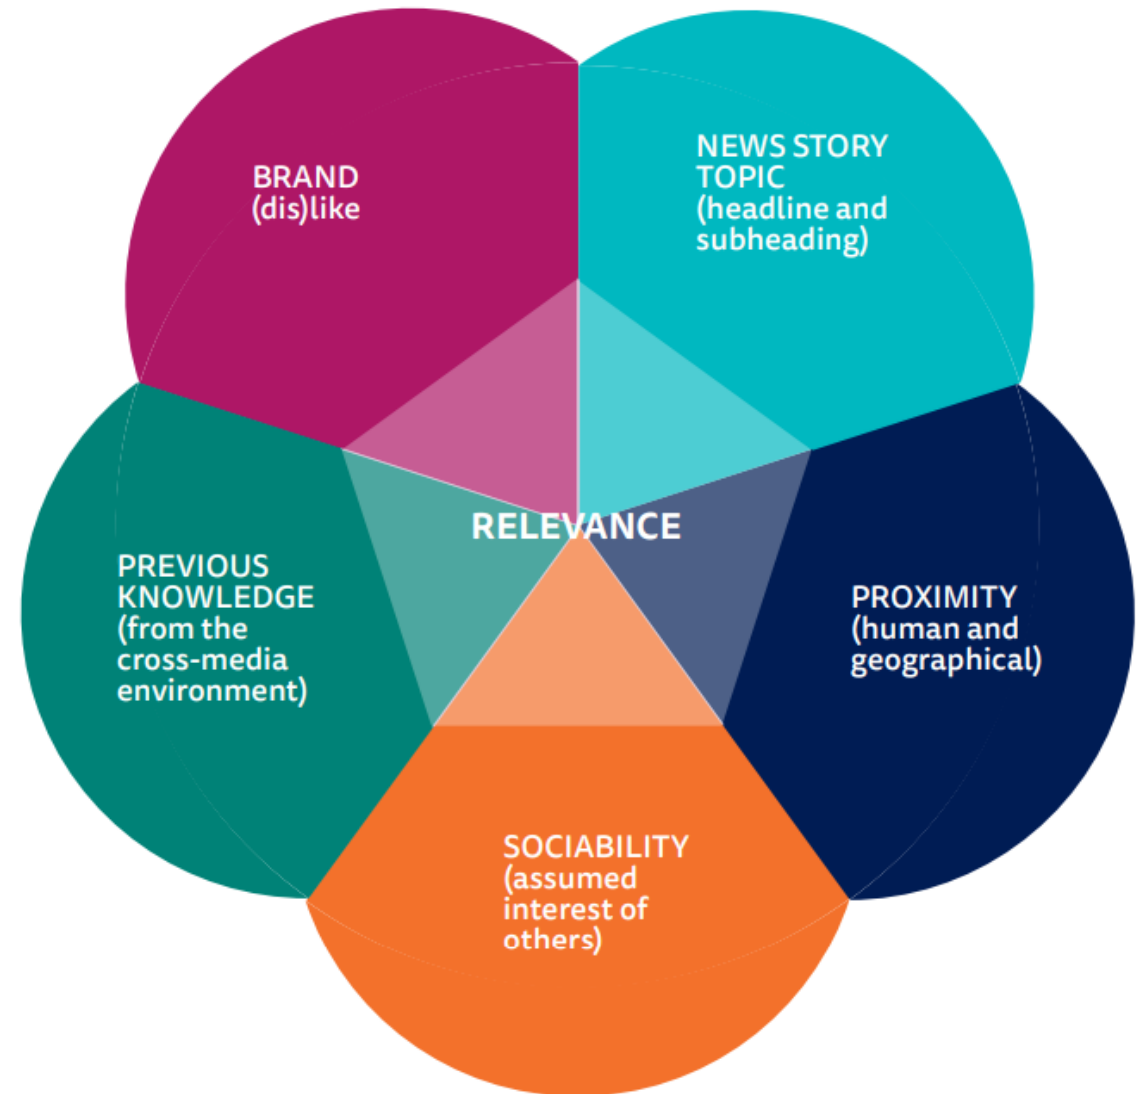 BRAND
(dis)like
NEWS STORY
TOPIC
(headline and
subheading)
RELEVANCE
PREVIOUS
KNOWLEDGE
(from the
cross-media
environment)
PROXIMITY
(human and
geographical)
SOCIABILITY
(assumed
interest of
others)